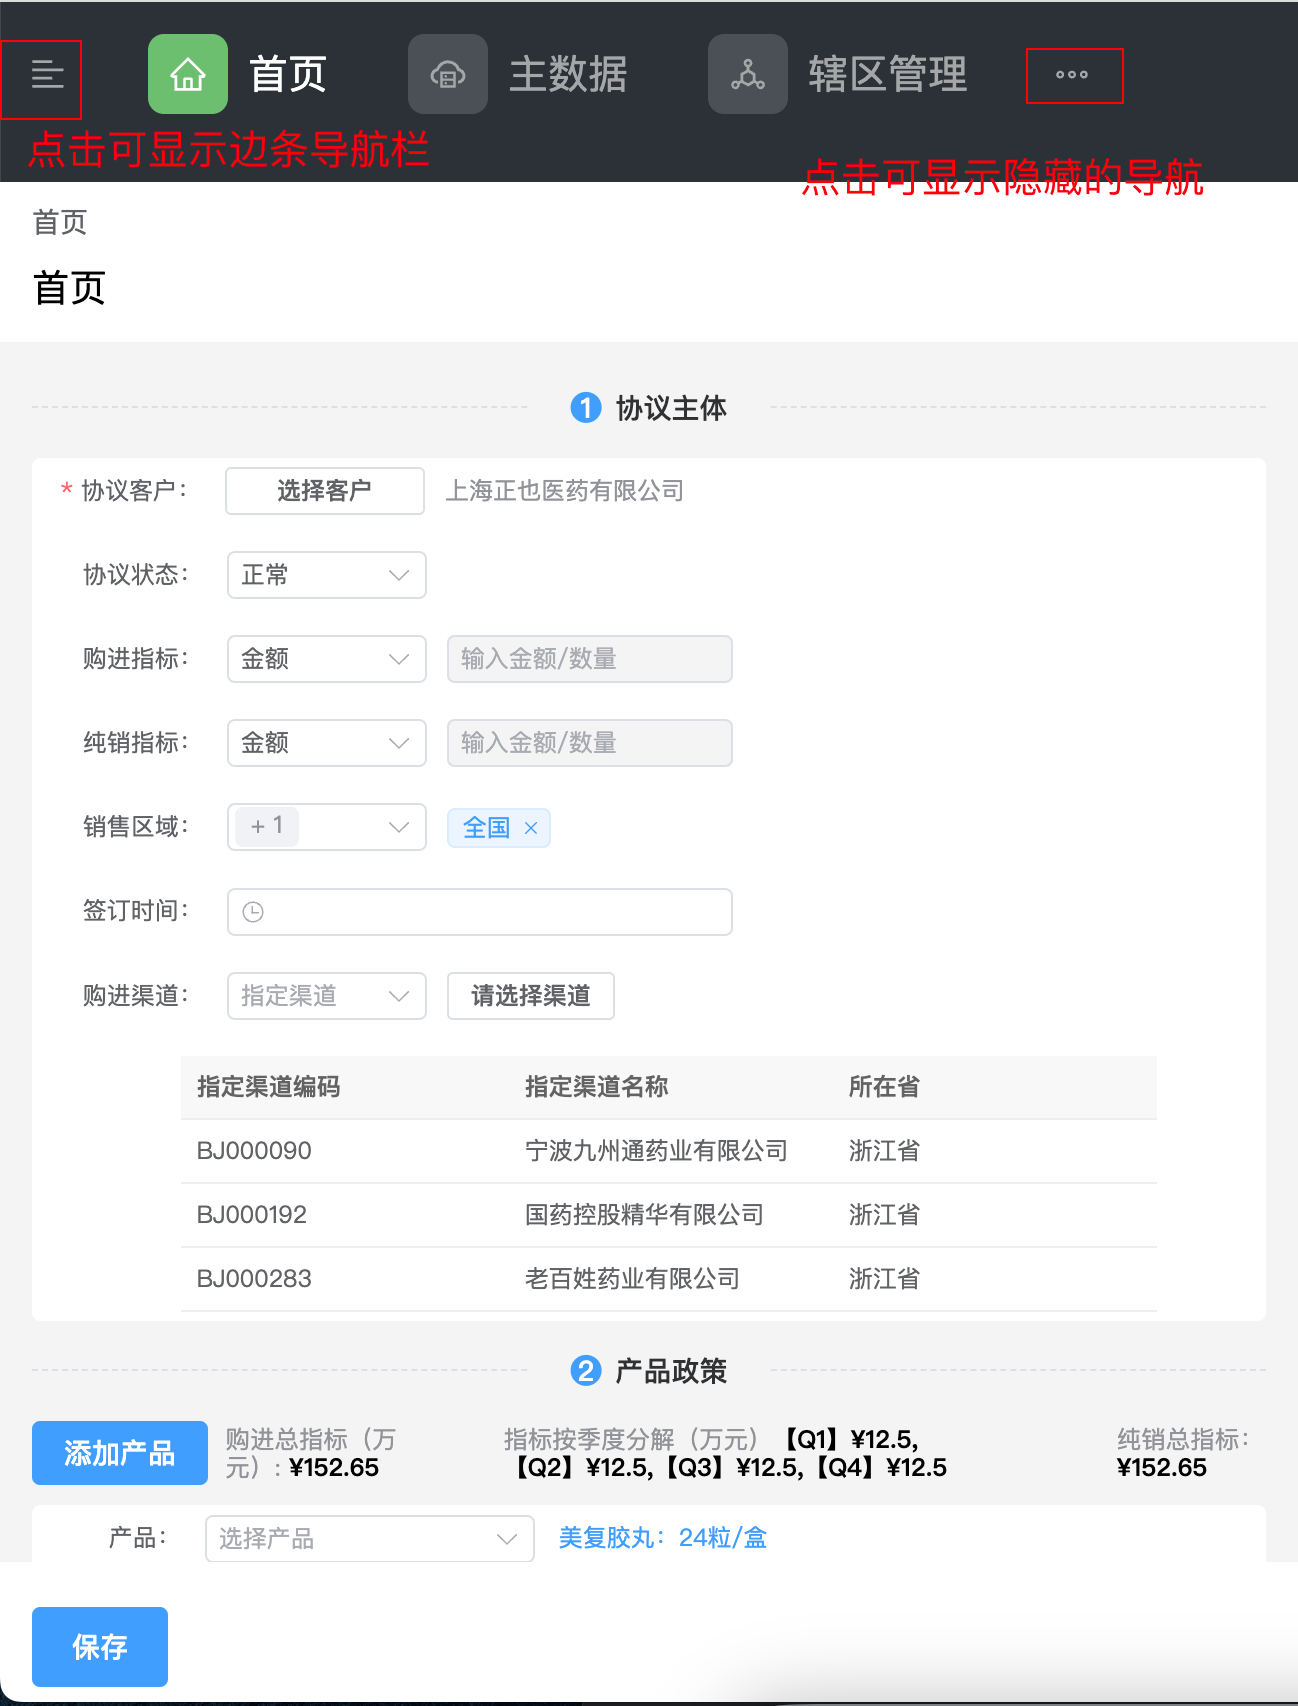 首页 主数据 辖区管理
点击可显示边条导航栏
点击可显示隐藏的导航
首页
首页
1 协议主体
* 协议客户： 选择客户 上海正也医药有限公司
协议状态： 正常
购进指标： 金额 输入金额/数量
纯销指标： 金额 输入金额/数量
销售区域： + 1 全国 ×
签订时间：
购进渠道： 指定渠道 请选择渠道
指定渠道编码 指定渠道名称 所在省
BJ000090 宁波九州通药业有限公司 浙江省
BJ000192 国药控股精华有限公司 浙江省
BJ000283 老百姓药业有限公司 浙江省
2 产品政策
添加产品
购进总指标（万
元）: ¥152.65
指标按季度分解（万元） 【Q1】¥12.5,
【Q2】¥12.5,【Q3】¥12.5,【Q4】¥12.5
纯销总指标：
¥152.65
产品： 选择产品 美复胶丸：24粒/盒
保存